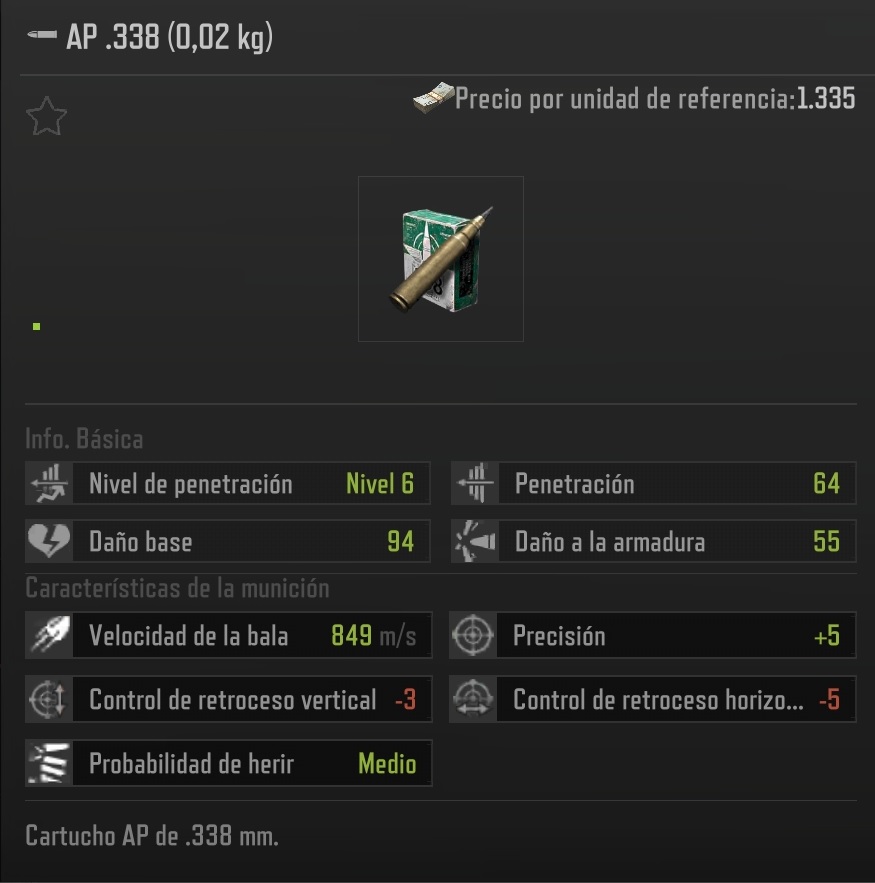 AP .338 (0,02 kg)
Precio por unidad de referencia:1.335
Info. Básica
Nivel de penetración Nivel 6
Penetración 64
Daño base 94
Daño a la armadura 55
Características de la munición
Velocidad de la bala 849 m/s
Precisión +5
Control de retroceso vertical -3
Control de retroceso horizo... -5
Probabilidad de herir Medio
Cartucho AP de .338 mm.